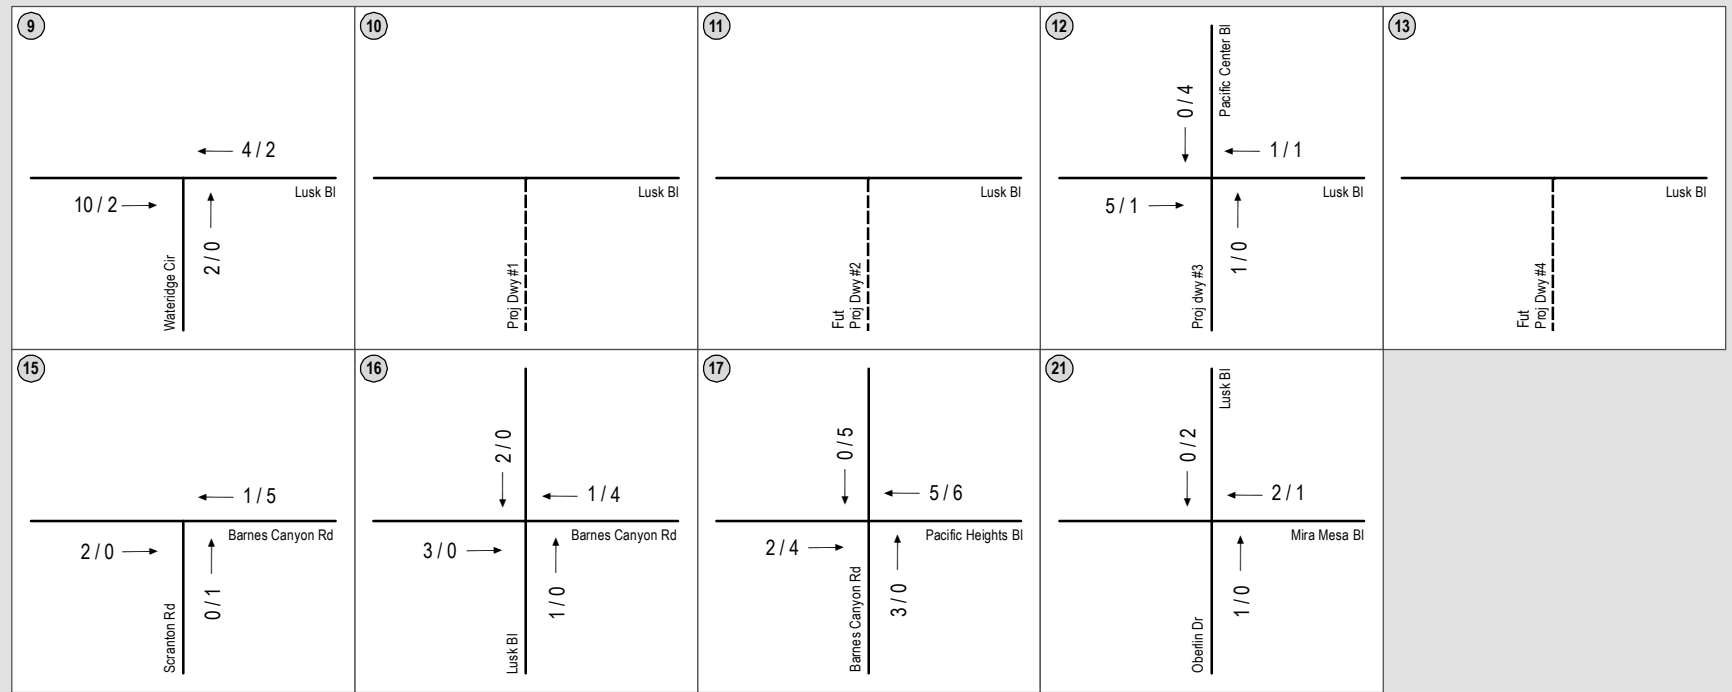 9
4 / 2
Lusk Bl
10 / 2
2 / 0
Wateridge Cir
10
Lusk Bl
Proj Dwy #1
11
Lusk Bl
Fut
Proj Dwy #2
12
Pacific Center Bl
0 / 4
1 / 1
Lusk Bl
5 / 1
1 / 0
Proj dwy #3
13
Lusk Bl
Fut
Proj Dwy #4
15
1 / 5
Barnes Canyon Rd
2 / 0
0 / 1
Scranton Rd
16
2 / 0
1 / 4
Barnes Canyon Rd
3 / 0
1 / 0
Lusk Bl
17
0 / 5
5 / 6
Pacific Heights Bl
2 / 4
3 / 0
Barnes Canyon Rd
21
Lusk Bl
0 / 2
2 / 1
Mira Mesa Bl
1 / 0
Oberlin Dr